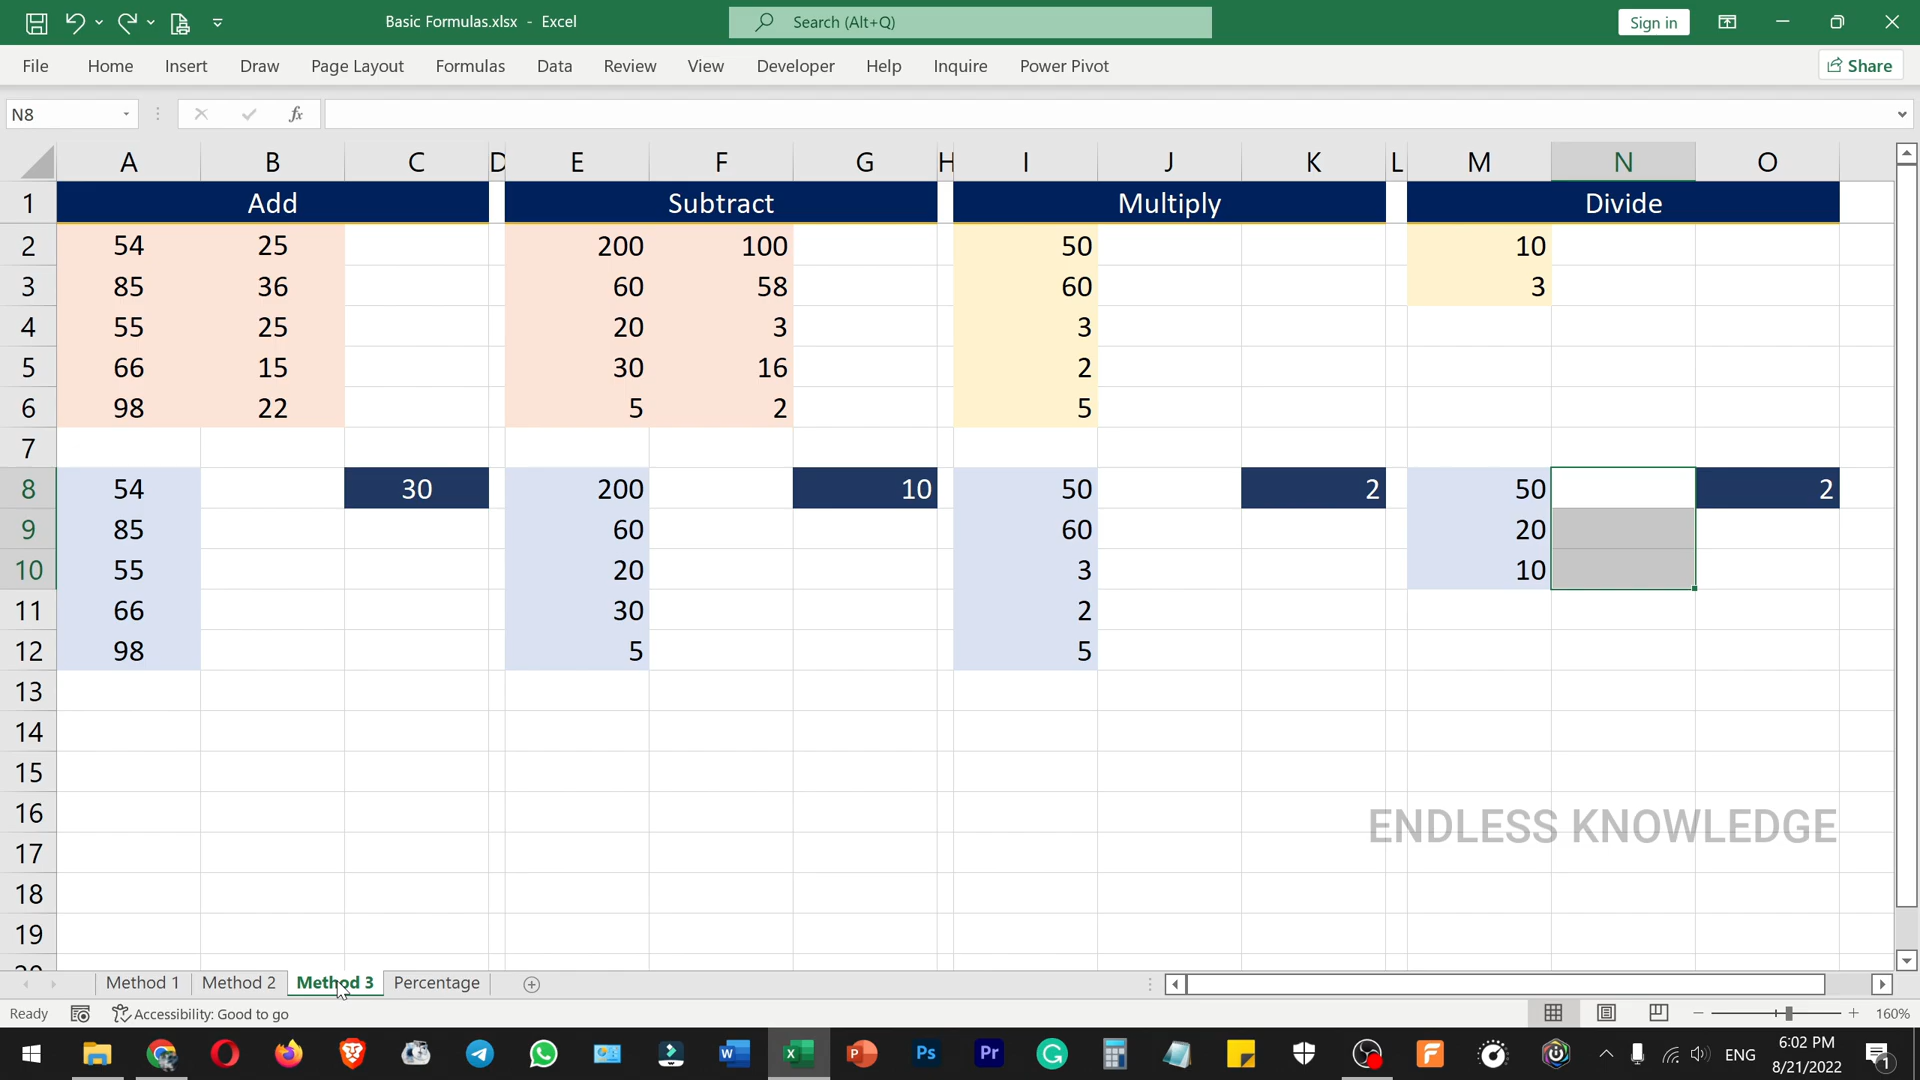 Basic Formulas.xlsx - Excel
Search (Alt+Q)
Sign in
File Home Insert Draw Page Layout Formulas Data Review View Developer Help Inquire Power Pivot Share
N8 fx
A B C D E F G H I J K L M N O
1 Add Subtract Multiply Divide
2 54 25 200 100 50 10
3 85 36 60 58 60 3
4 55 25 20 3 3
5 66 15 30 16 2
6 98 22 5 2 5
7
8 54 30 200 10 50 2 50 2
9 85 60 60 20
10 55 20 3 10
11 66 30 2
12 98 5 5
13
14
15
16
ENDLESS KNOWLEDGE
17
18
19
20
Method 1 Method 2 Method 3 Percentage
Ready Accessibility: Good to go 160%
W X P Ps Pr G F ENG 6:02 PM
8/21/2022 1